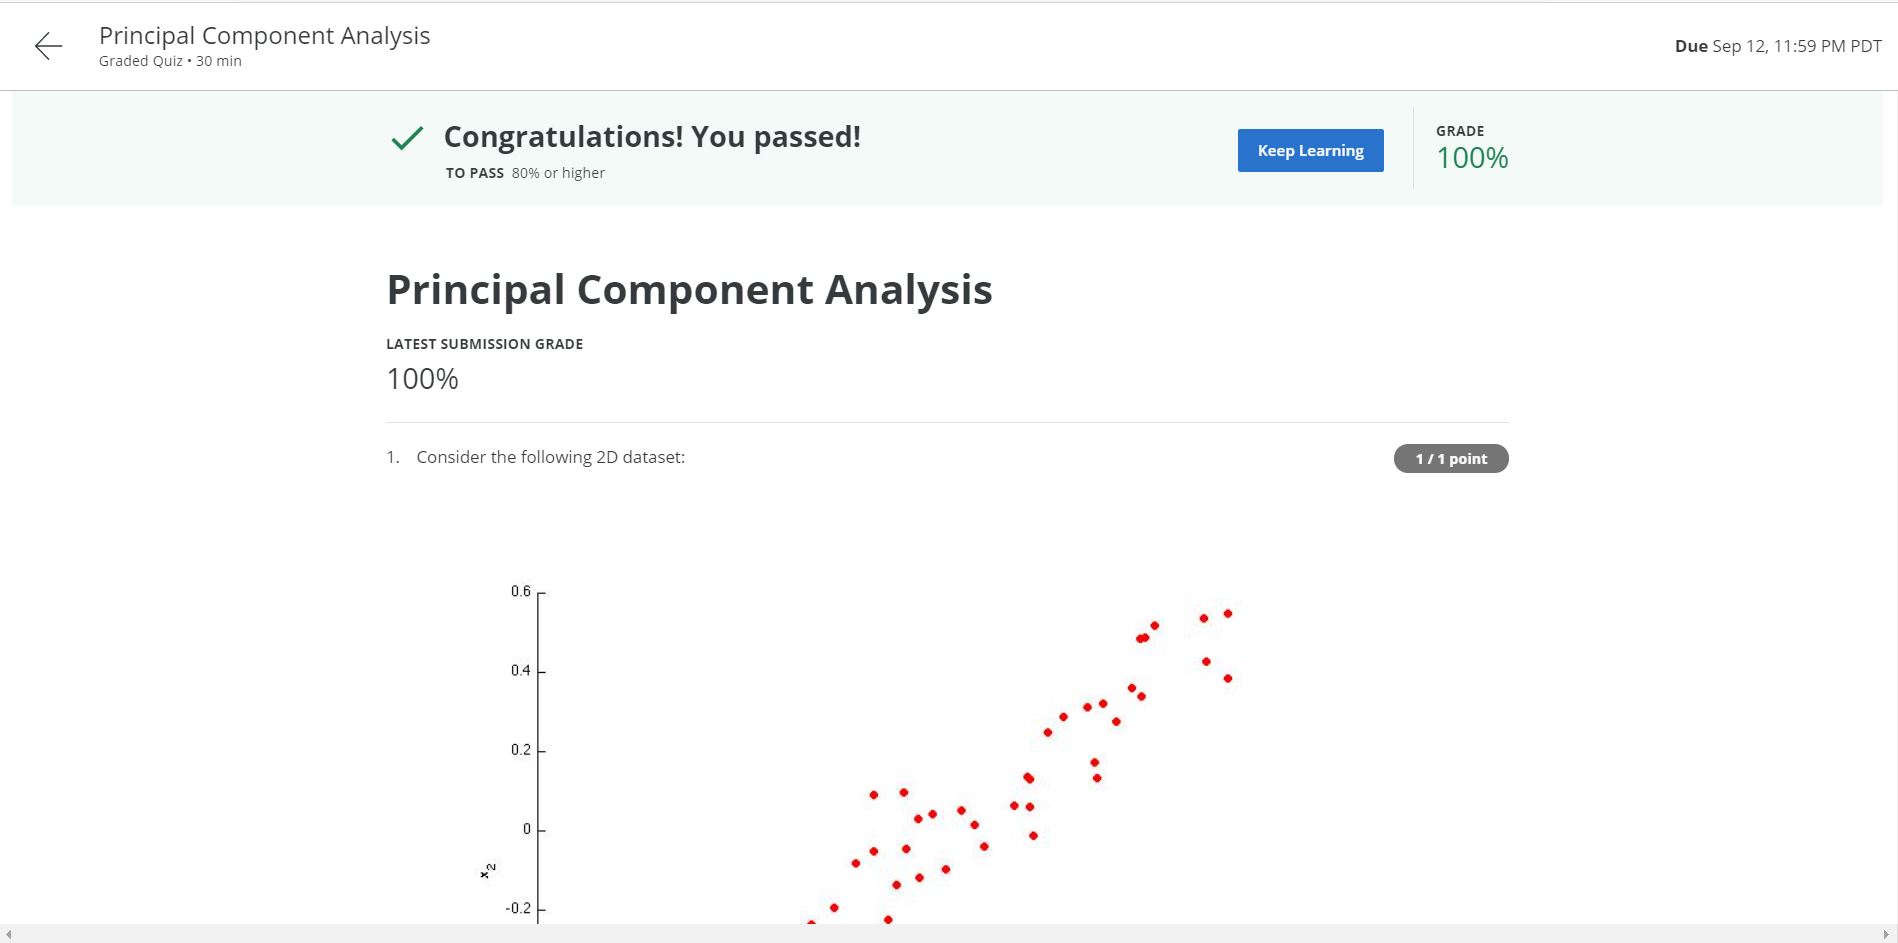 Principal Component Analysis
Graded Quiz • 30 min
Due Sep 12, 11:59 PM PDT
Congratulations! You passed!
TO PASS 80% or higher
Keep Learning
GRADE
100%
Principal Component Analysis
LATEST SUBMISSION GRADE
100%
1. Consider the following 2D dataset:
1 / 1 point
0.6
0.4
0.2
0
x2
-0.2